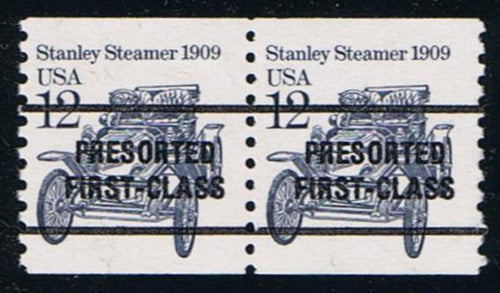 Stanley Steamer 1909
USA
12
PRESORTED
FIRST-CLASS
Stanley Steamer 1909
USA
12
PRESORTED
FIRST-CLASS